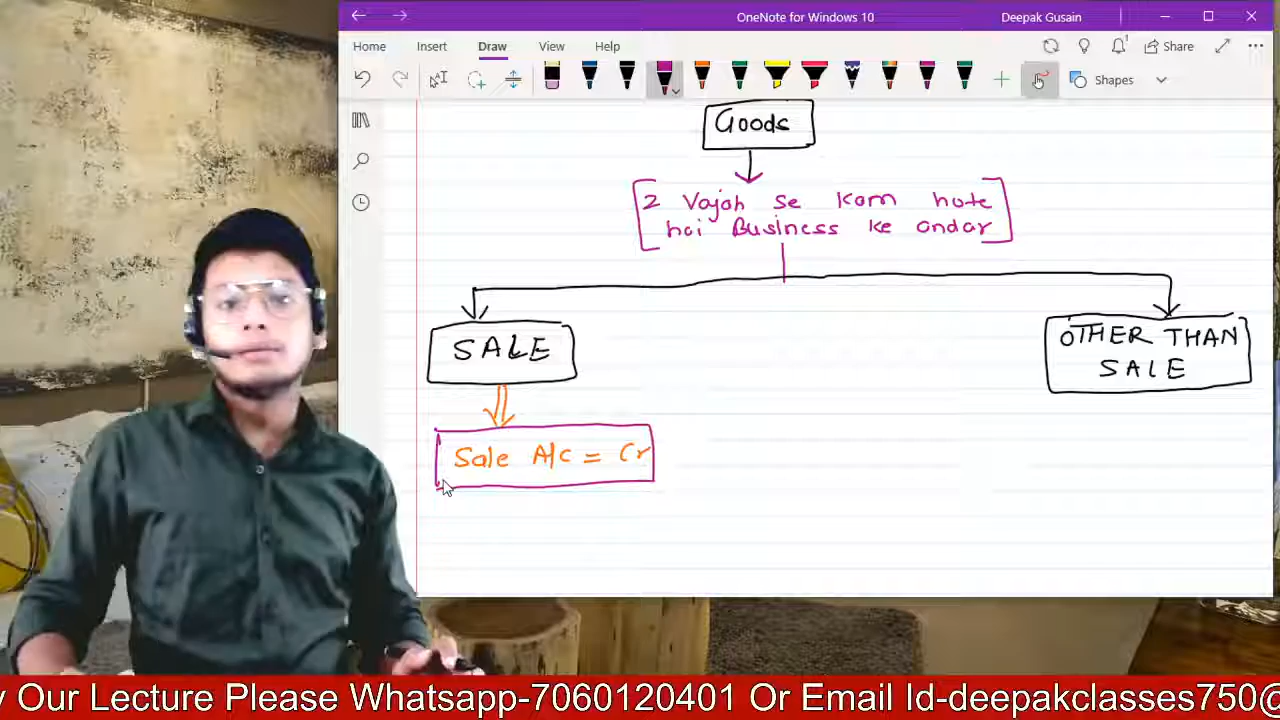 OneNote for Windows 10
Deepak Gusain
Home Insert Draw View Help
Share
Shapes
Goods
2 Vajah se Kam hote
hai Business ke andar
SALE
OTHER THAN
SALE
Sale A/c = Cr
y Our Lecture Please Whatsapp-7060120401 Or Email Id-deepakclasses750@